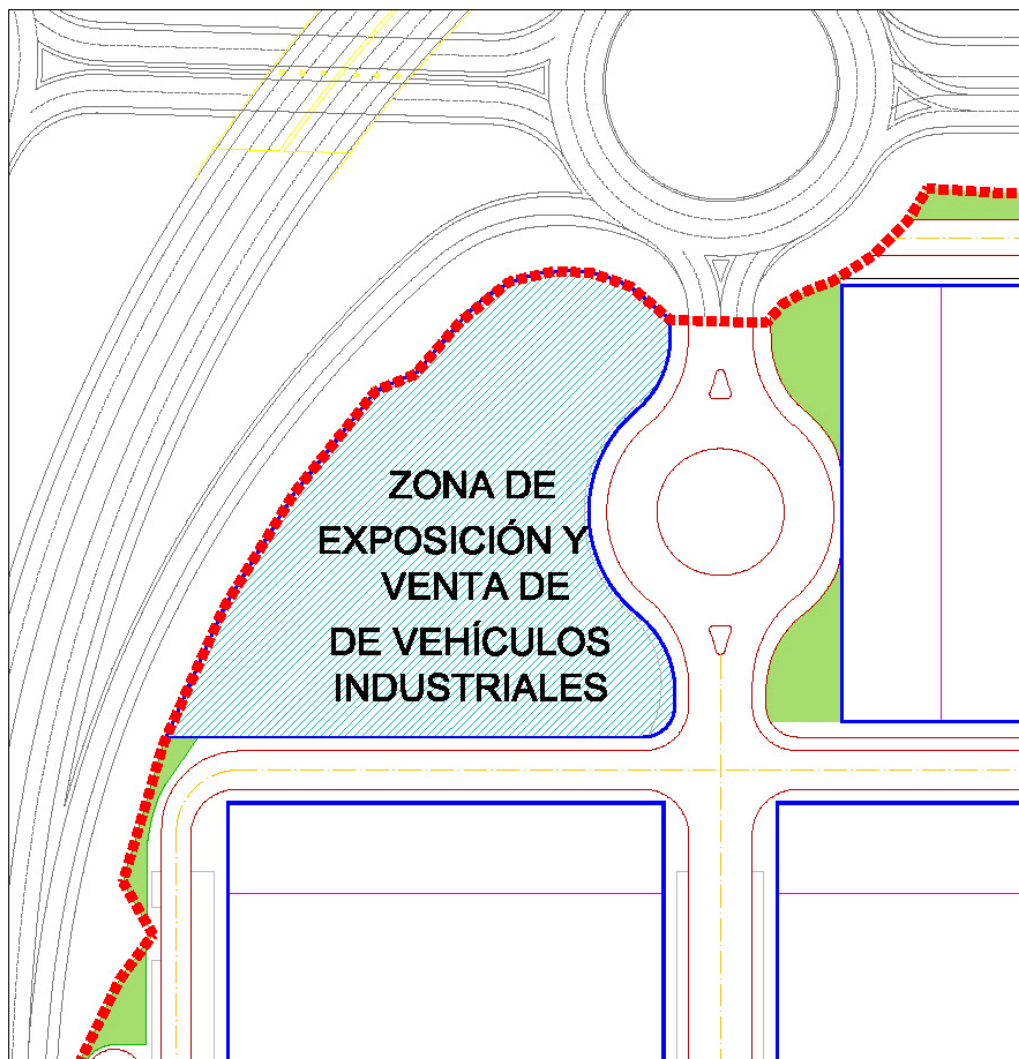 ZONA DE
EXPOSICIÓN Y
VENTA DE
DE VEHÍCULOS
INDUSTRIALES